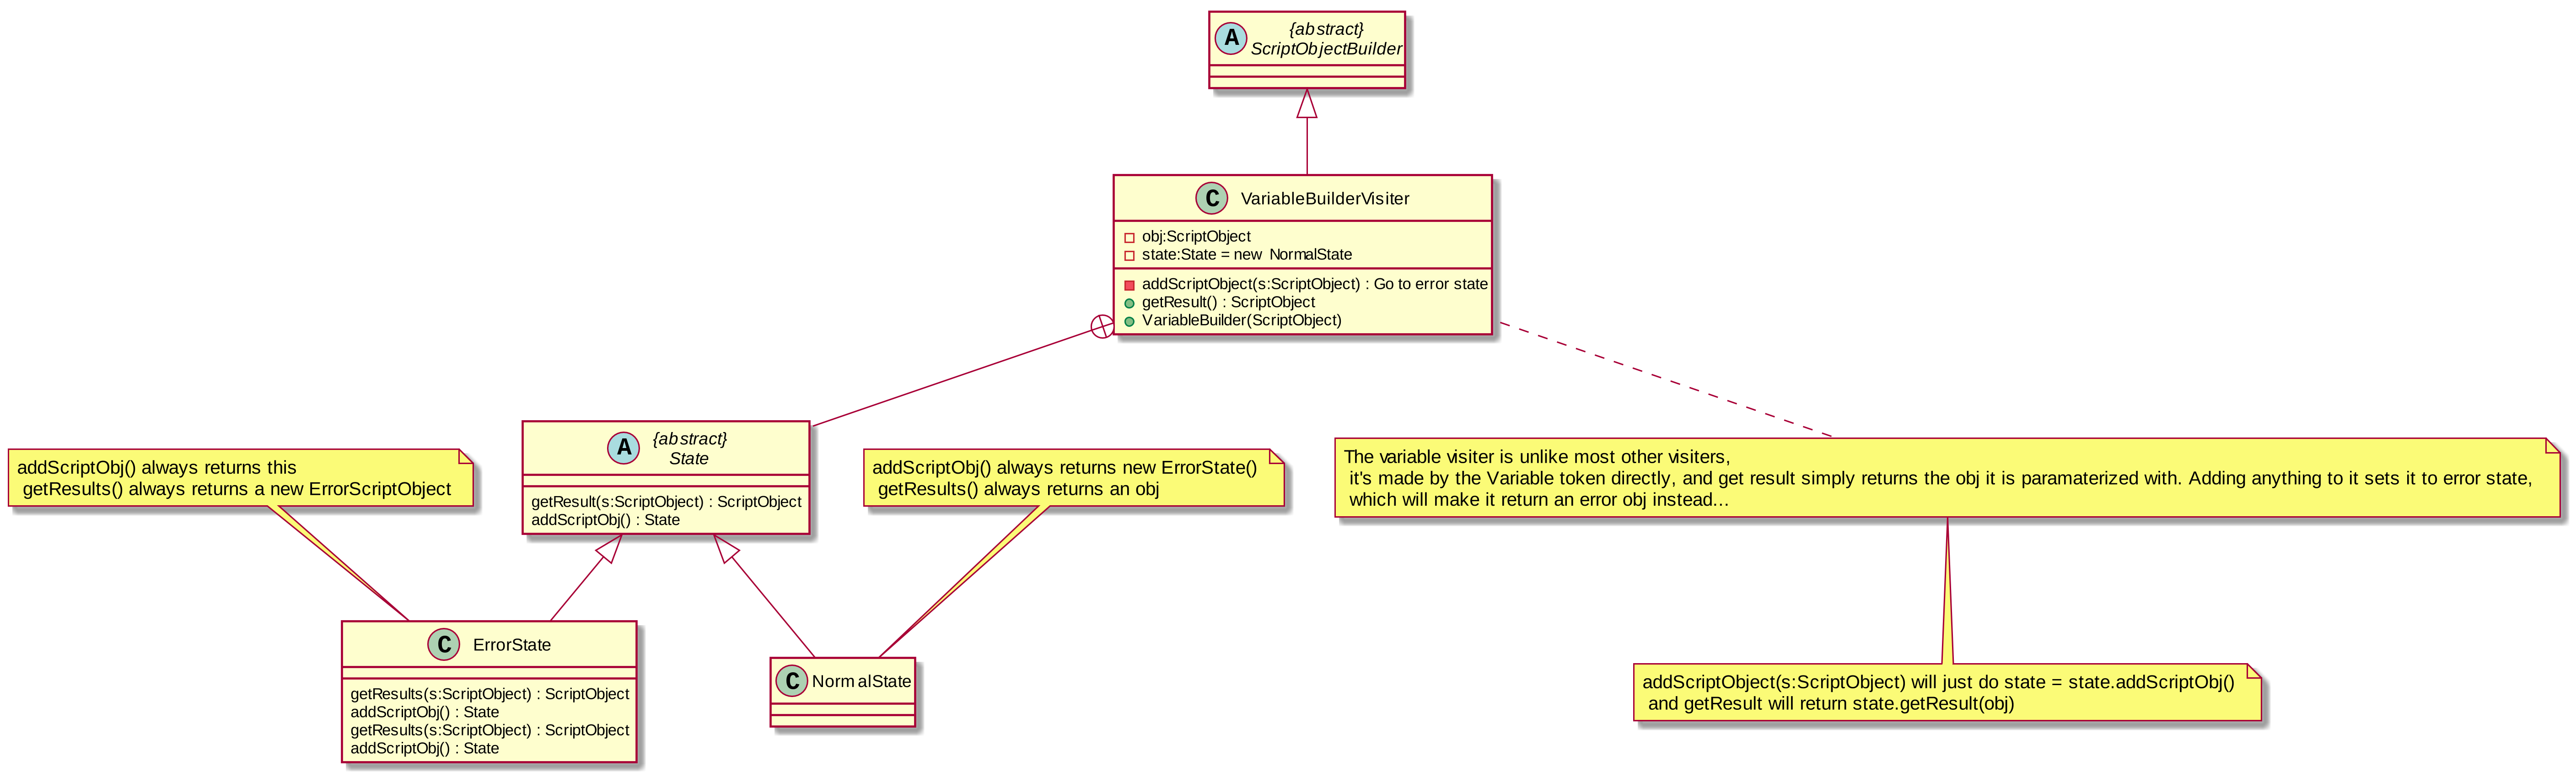 A
{abstract}
ScriptObjectBuilder
C VariableBuilderVisiter
obj:ScriptObject
state:State = new NormalState
addScriptObject(s:ScriptObject) : Go to error state
getResult() : ScriptObject
VariableBuilder(ScriptObject)
addScriptObj() always returns this
getResults() always returns a new ErrorScriptObject
A
{abstract}
State
getResult(s:ScriptObject) : ScriptObject
addScriptObj() : State
addScriptObj() always returns new ErrorState()
getResults() always returns an obj
The variable visiter is unlike most other visiters,
it's made by the Variable token directly, and get result simply returns the obj it is paramaterized with. Adding anything to it sets it to error state,
which will make it return an error obj instead...
C ErrorState
getResults(s:ScriptObject) : ScriptObject
addScriptObj() : State
getResults(s:ScriptObject) : ScriptObject
addScriptObj() : State
C NormalState
addScriptObject(s:ScriptObject) will just do state = state.addScriptObj()
and getResult will return state.getResult(obj)